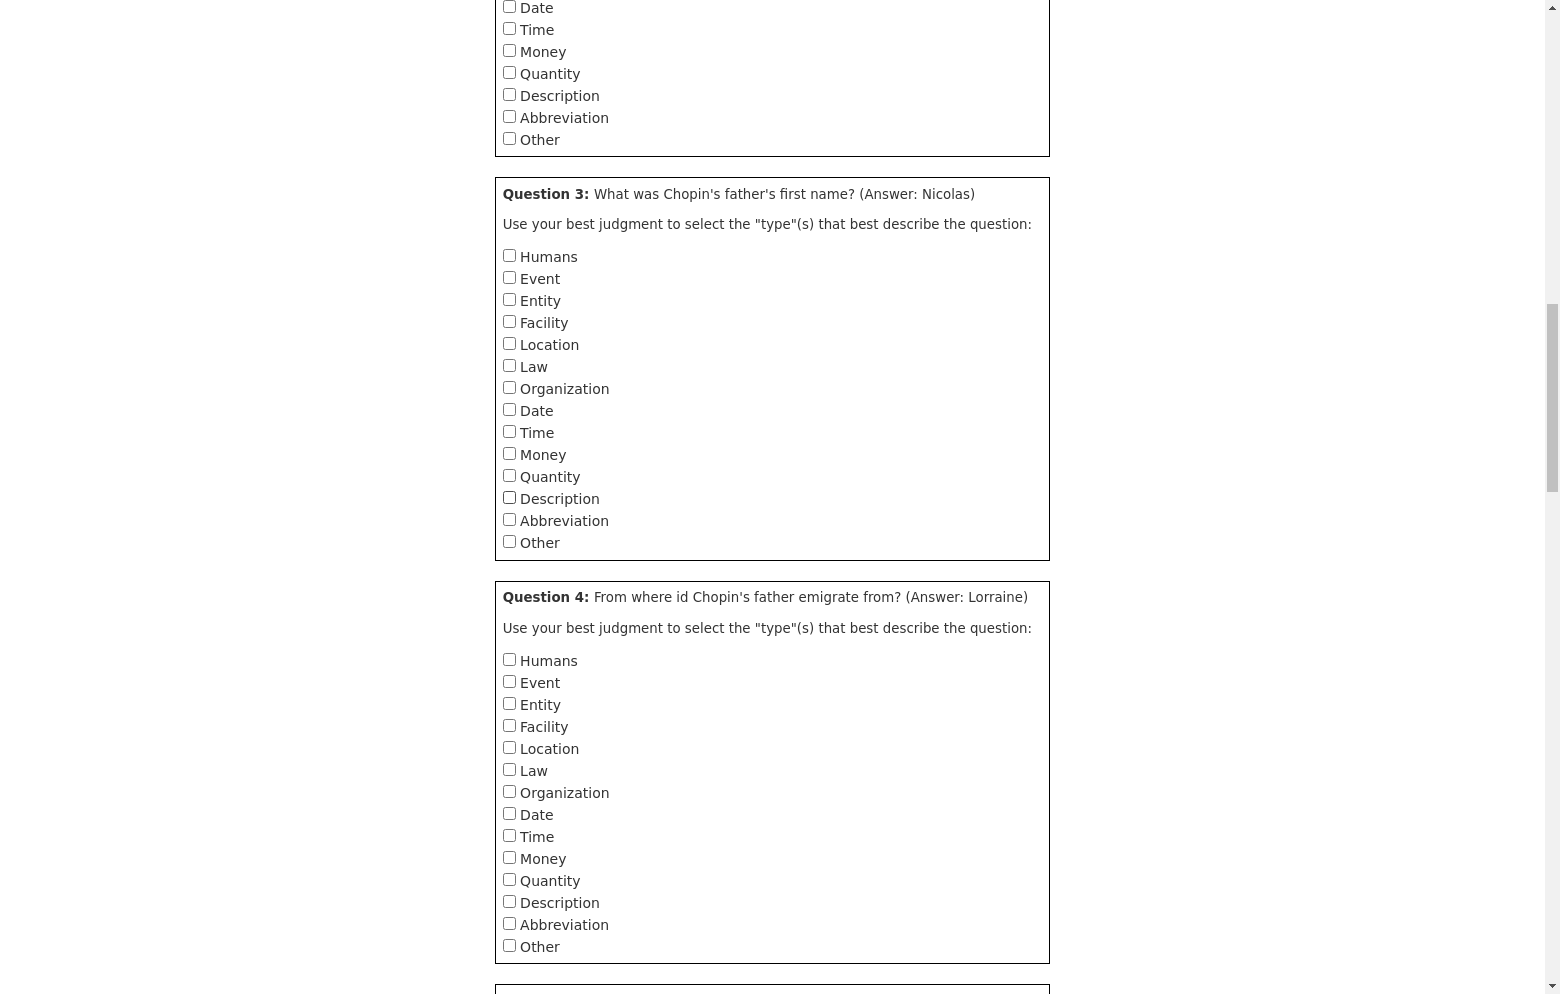 Date
Time
Money
Quantity
Description
Abbreviation
Other
Question 3: What was Chopin's father's first name? (Answer: Nicolas)
Use your best judgment to select the "type"(s) that best describe the question:
Humans
Event
Entity
Facility
Location
Law
Organization
Date
Time
Money
Quantity
Description
Abbreviation
Other
Question 4: From where id Chopin's father emigrate from? (Answer: Lorraine)
Use your best judgment to select the "type"(s) that best describe the question:
Humans
Event
Entity
Facility
Location
Law
Organization
Date
Time
Money
Quantity
Description
Abbreviation
Other